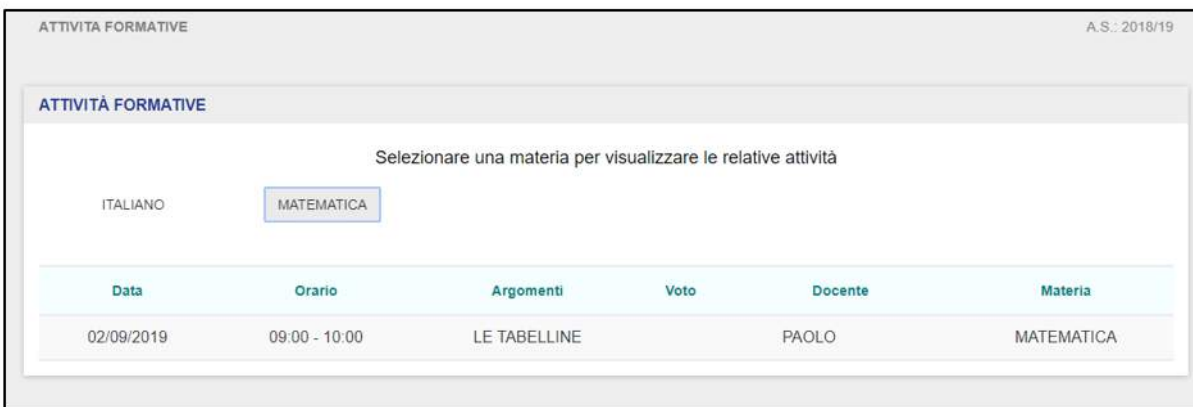 ATTIVITA FORMATIVE A.S.: 2018/19
ATTIVITÀ FORMATIVE
Selezionare una materia per visualizzare le relative attività
ITALIANO MATEMATICA
Data Orario Argomenti Voto Docente Materia
02/09/2019 09:00 - 10:00 LE TABELLINE PAOLO MATEMATICA